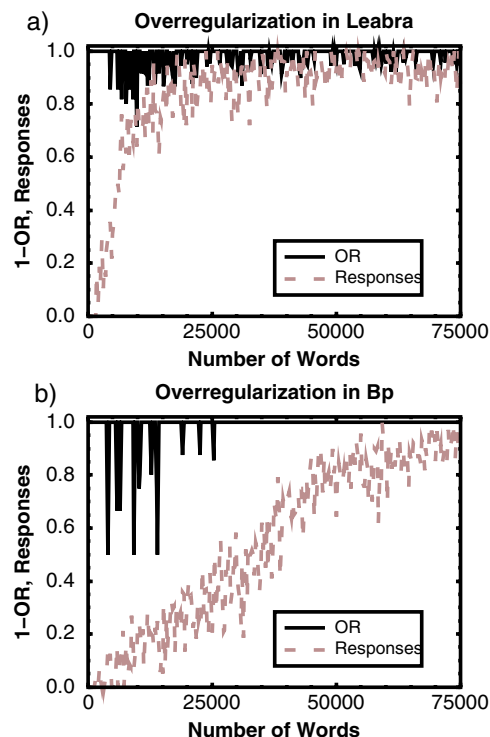 a)
Overregularization in Leabra
1–OR, Responses
1.0
0.8
0.6
0.4
0.2
0.0
OR
Responses
0 25000 50000 75000
Number of Words
b)
Overregularization in Bp
1–OR, Responses
1.0
0.8
0.6
0.4
0.2
0.0
OR
Responses
0 25000 50000 75000
Number of Words